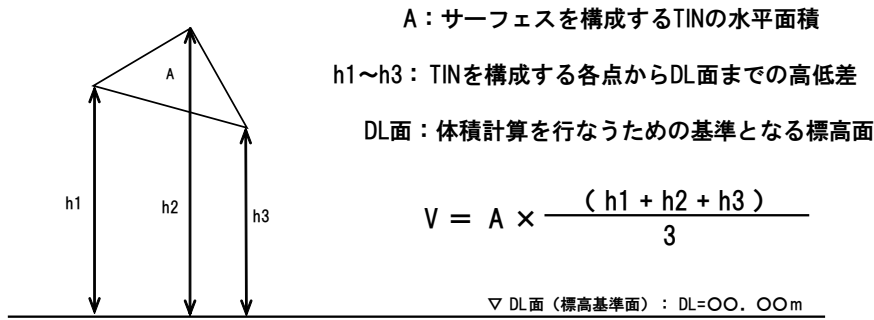 A：サーフェスを構成するTINの水平面積
h1～h3： TINを構成する各点からDL面までの高低差
DL面：体積計算を行なうための基準となる標高面
A
h1
h2
h3
V ＝ A × ( h1 + h2 + h3 ) / 3
▽ DL面（標高基準面）： DL=〇〇．〇〇m